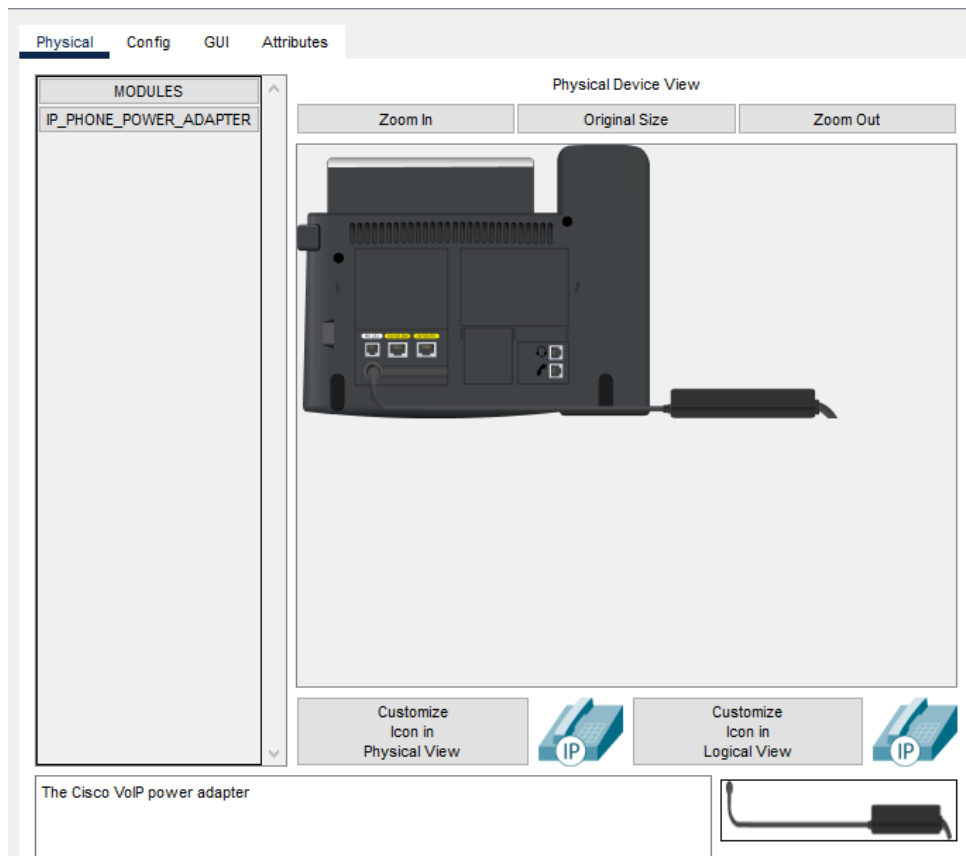 Physical Config GUI Attributes
MODULES
IP_PHONE_POWER_ADAPTER
Physical Device View
Zoom In Original Size Zoom Out
Customize
Icon in
Physical View
IP
Customize
Icon in
Logical View
IP
The Cisco VoIP power adapter